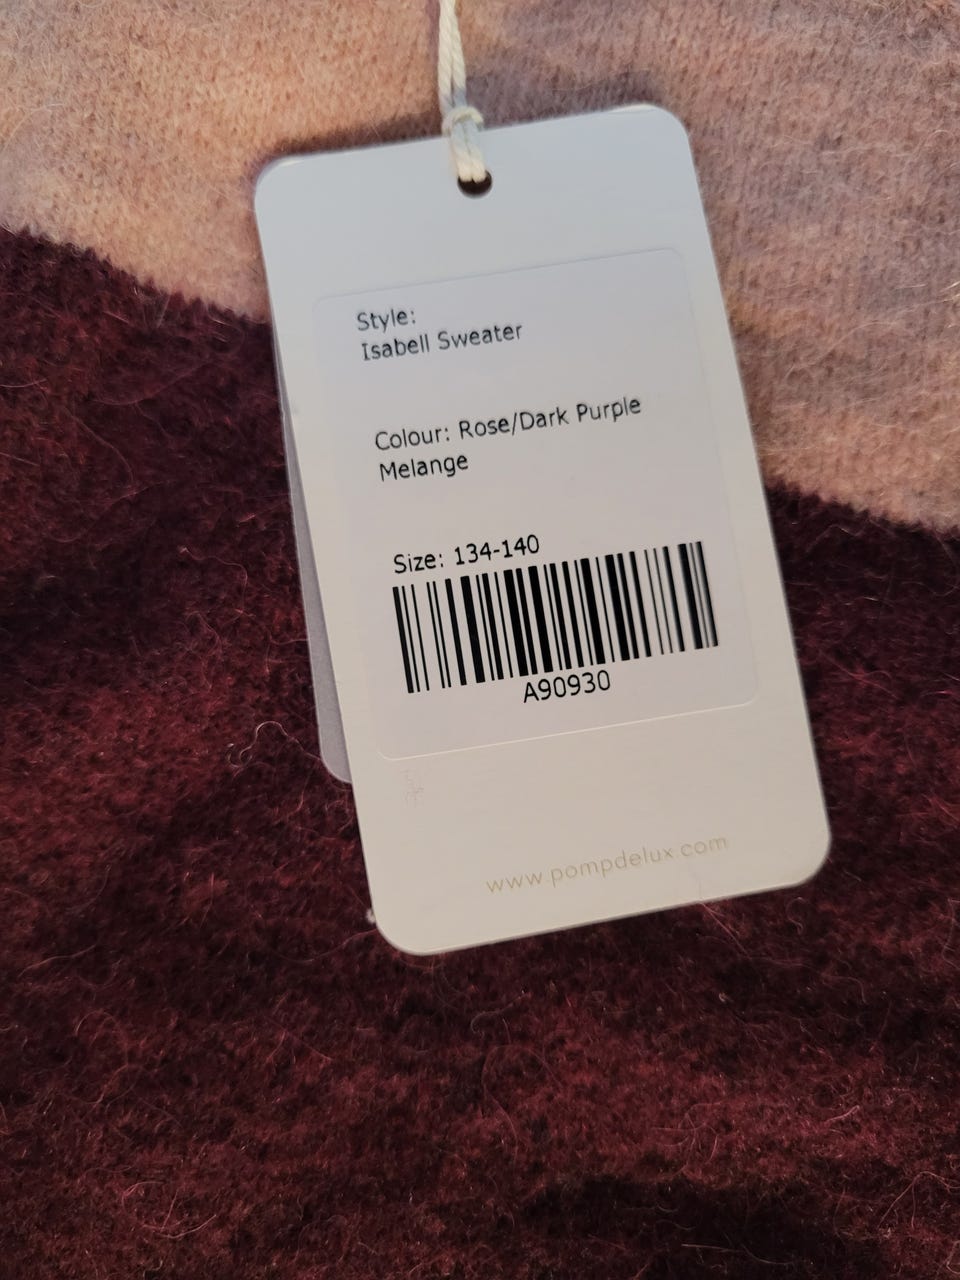 Style:
Isabell Sweater
Colour: Rose/Dark Purple
Melange
Size: 134-140
A90930
www.pompdelux.com